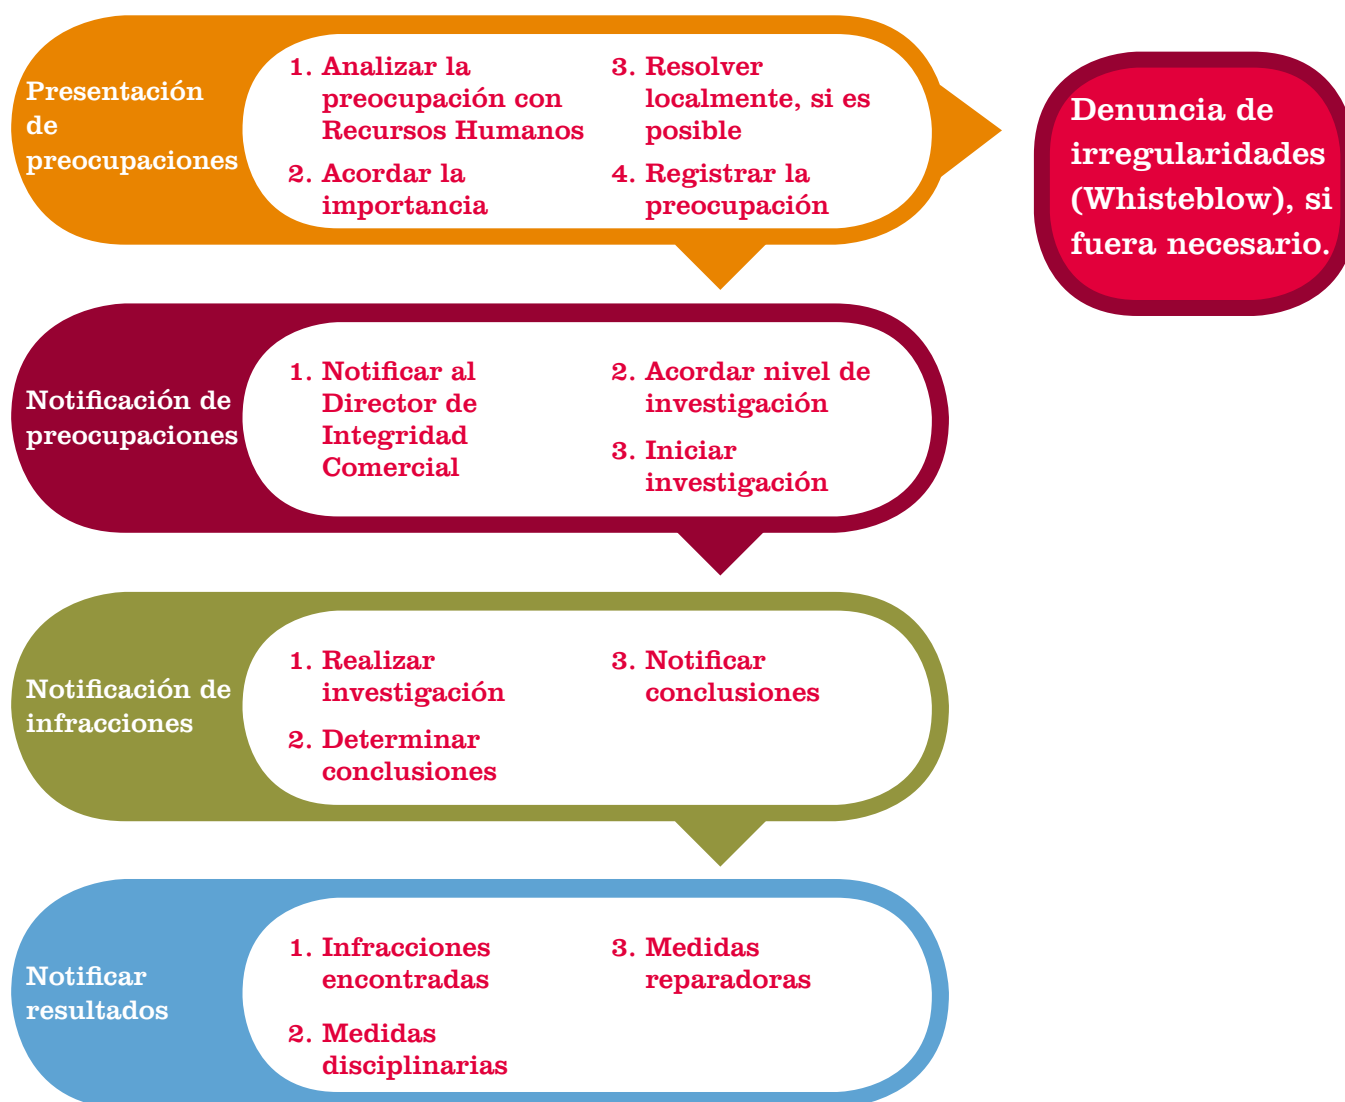 Presentación
de
preocupaciones
1. Analizar la
preocupación con
Recursos Humanos
2. Acordar la
importancia
3. Resolver
localmente, si es
posible
4. Registrar la
preocupación
Denuncia de
irregularidades
(Whisteblow), si
fuera necesario.
Notificación de
preocupaciones
1. Notificar al
Director de
Integridad
Comercial
2. Acordar nivel de
investigación
3. Iniciar
investigación
Notificación de
infracciones
1. Realizar
investigación
2. Determinar
conclusiones
3. Notificar
conclusiones
Notificar
resultados
1. Infracciones
encontradas
2. Medidas
disciplinarias
3. Medidas
reparadoras